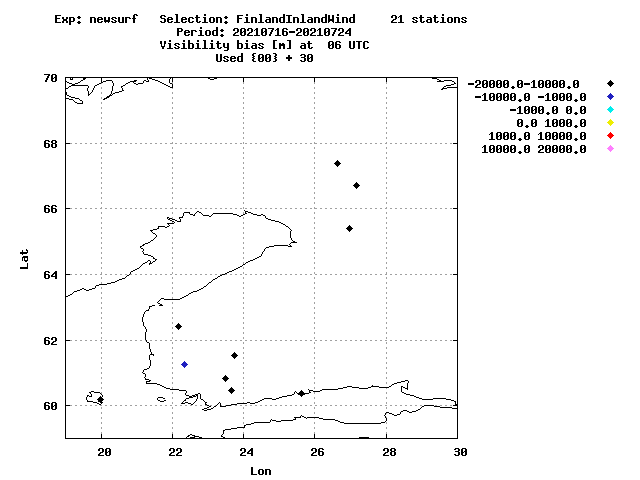 Exp: newsurf Selection: FinlandInlandWind 21 stations
Period: 20210716-20210724
Visibility bias [m] at 06 UTC
Used {00} + 30
70
68
66
64
62
60
Lat
20 22 24 26 28 30
Lon
-20000.0-10000.0
-10000.0 -1000.0
-1000.0 0.0
0.0 1000.0
1000.0 10000.0
10000.0 20000.0